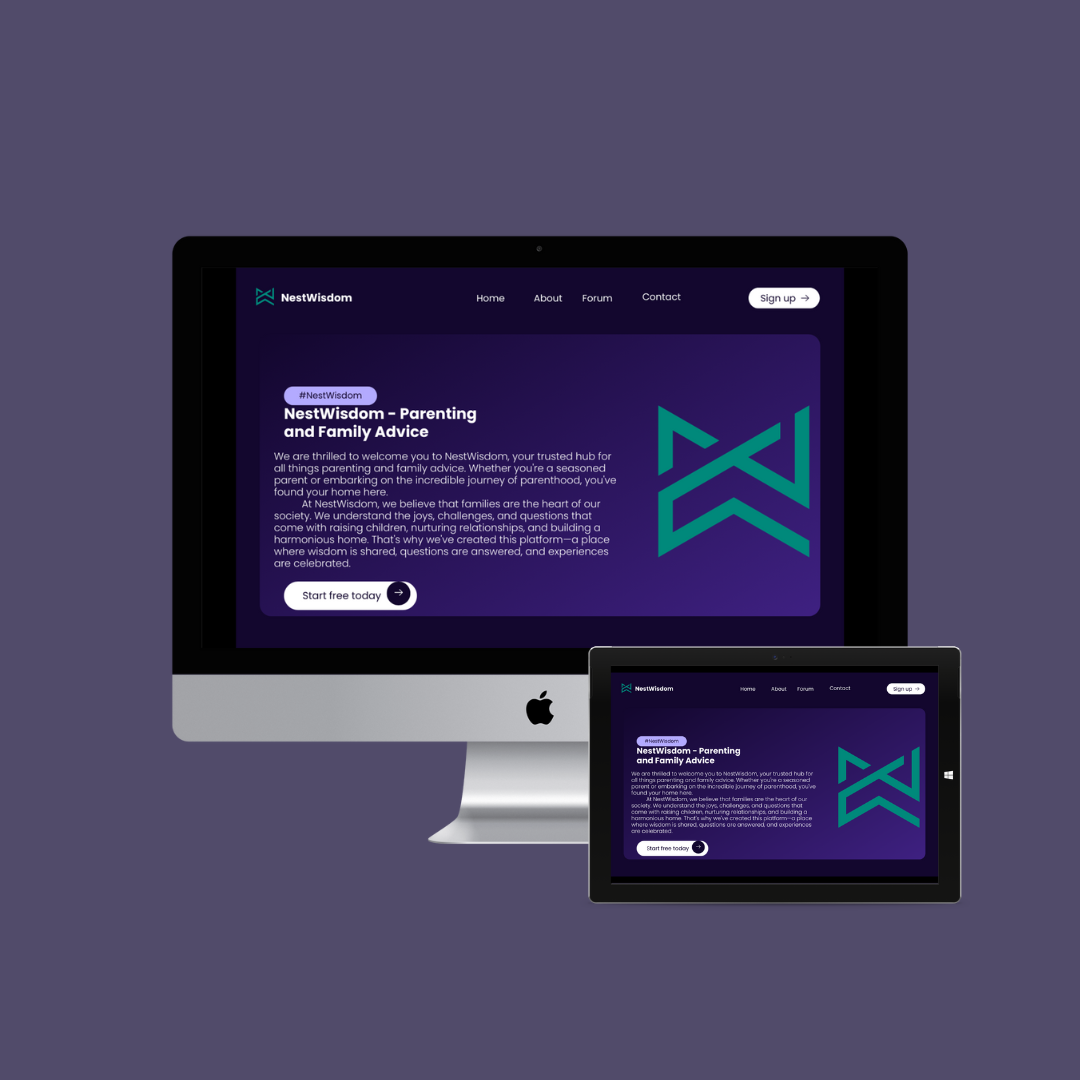 NestWisdom
Home About Forum Contact
Sign up →
#NestWisdom
NestWisdom - Parenting
and Family Advice
We are thrilled to welcome you to NestWisdom, your trusted hub for
all things parenting and family advice. Whether you're a seasoned
parent or embarking on the incredible journey of parenthood, you've
found your home here.
At NestWisdom, we believe that families are the heart of our
society. We understand the joys, challenges, and questions that
come with raising children, nurturing relationships, and building a
harmonious home. That's why we've created this platform—a place
where wisdom is shared, questions are answered, and experiences
are celebrated.
Start free today →
NestWisdom
Home About Forum Contact
Sign up →
#NestWisdom
NestWisdom - Parenting
and Family Advice
We are thrilled to welcome you to NestWisdom, your trusted hub for
all things parenting and family advice. Whether you're a seasoned
parent or embarking on the incredible journey of parenthood, you've
found your home here.
At NestWisdom, we believe that families are the heart of our
society. We understand the joys, challenges, and questions that
come with raising children, nurturing relationships, and building a
harmonious home. That's why we've created this platform—a place
where wisdom is shared, questions are answered, and experiences
are celebrated.
Start free today →